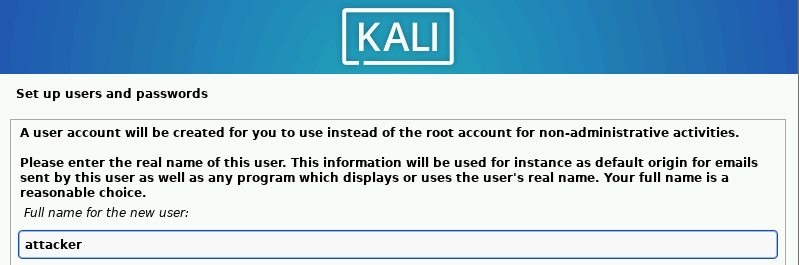 KALI
Set up users and passwords
A user account will be created for you to use instead of the root account for non-administrative activities.
Please enter the real name of this user. This information will be used for instance as default origin for emails
sent by this user as well as any program which displays or uses the user's real name. Your full name is a
reasonable choice.
Full name for the new user:
attacker